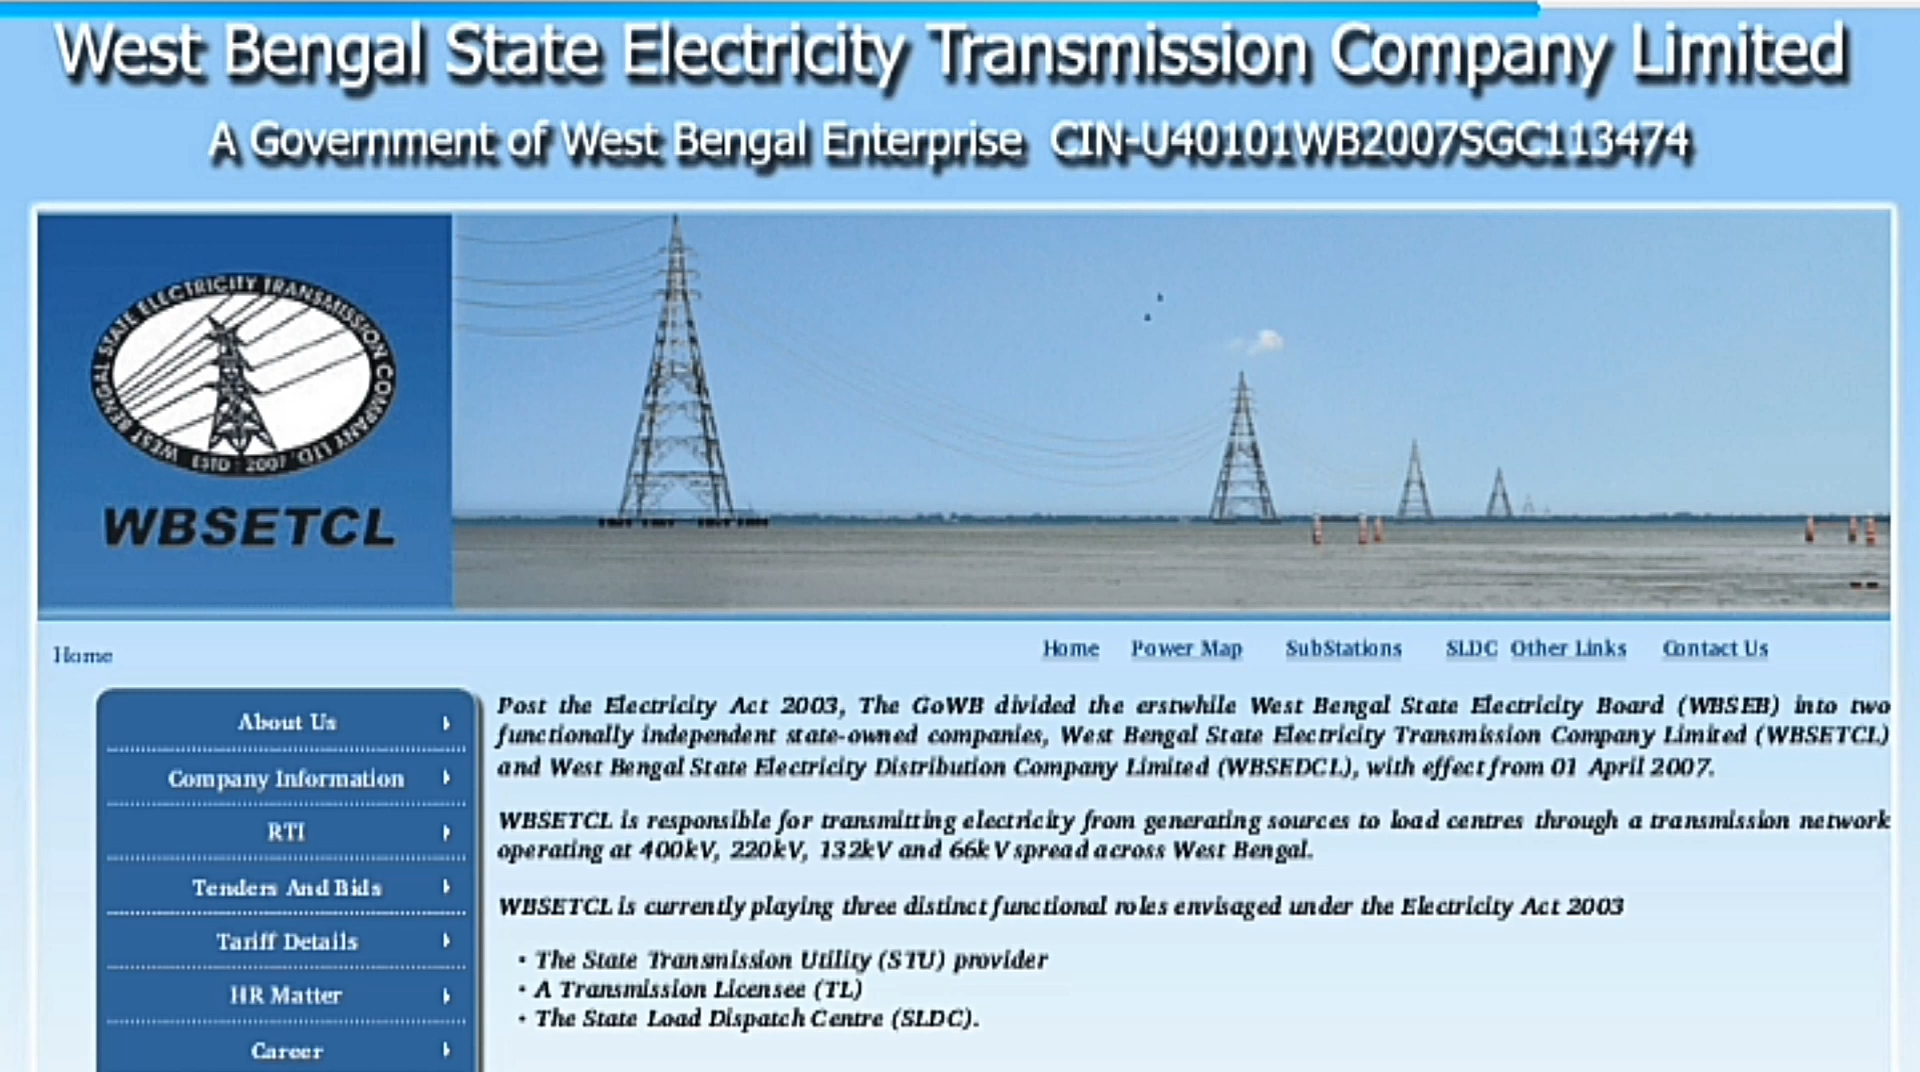 West Bengal State Electricity Transmission Company Limited
A Government of West Bengal Enterprise CIN-U40101WB2007SGC113474
WEST BENGAL STATE ELECTRICITY TRANSMISSION COMPANY LTD.
ESTD : 2007
WBSETCL
Home
Home Power Map SubStations SLDC Other Links Contact Us
About Us
Company Information
RTI
Tenders And Bids
Tariff Details
HR Matter
Career
Post the Electricity Act 2003, The GoWB divided the erstwhile West Bengal State Electricity Board (WBSEB) into two
functionally independent state-owned companies, West Bengal State Electricity Transmission Company Limited (WBSETCL)
and West Bengal State Electricity Distribution Company Limited (WBSEDCL), with effect from 01 April 2007.
WBSETCL is responsible for transmitting electricity from generating sources to load centres through a transmission network
operating at 400kV, 220kV, 132kV and 66kV spread across West Bengal.
WBSETCL is currently playing three distinct functional roles envisaged under the Electricity Act 2003
• The State Transmission Utility (STU) provider
• A Transmission Licensee (TL)
• The State Load Dispatch Centre (SLDC).